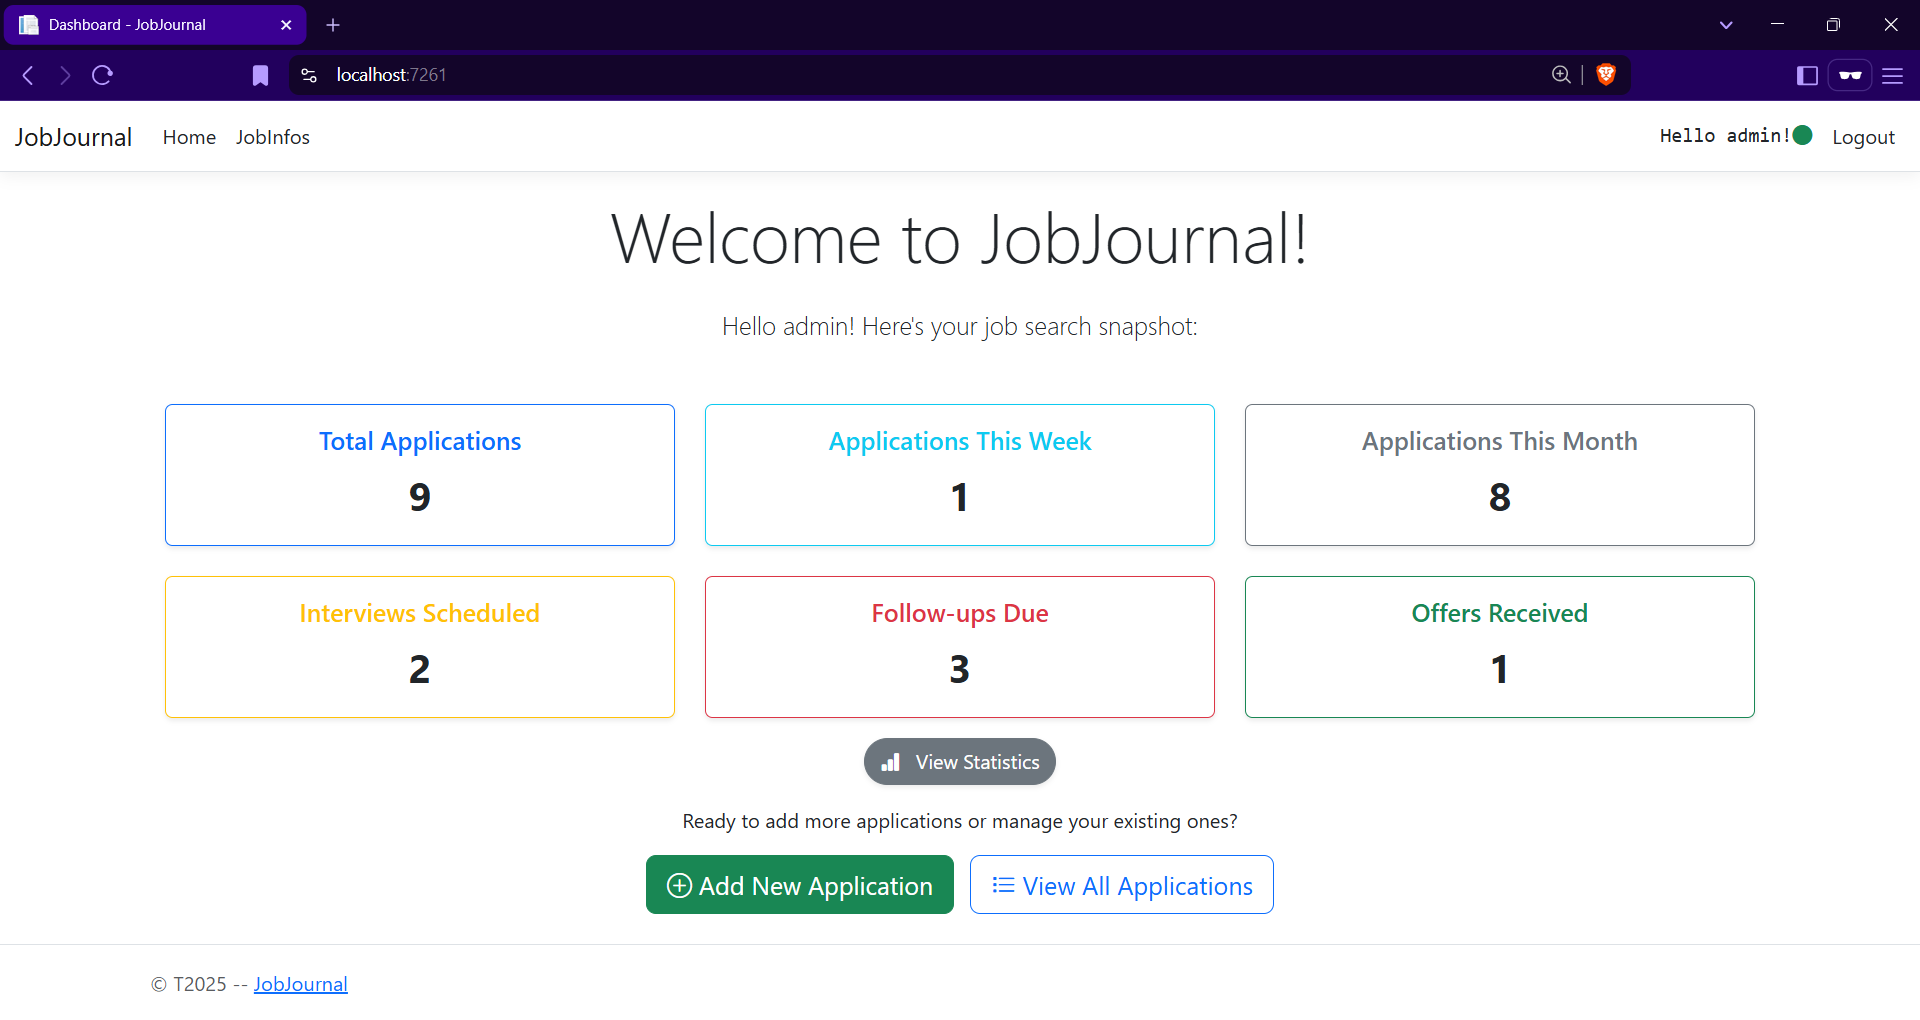 Dashboard - JobJournal
localhost:7261
JobJournal Home JobInfos Hello admin! Logout
Welcome to JobJournal!
Hello admin! Here's your job search snapshot:
Total Applications
9
Applications This Week
1
Applications This Month
8
Interviews Scheduled
2
Follow-ups Due
3
Offers Received
1
View Statistics
Ready to add more applications or manage your existing ones?
Add New Application
View All Applications
© T2025 -- JobJournal